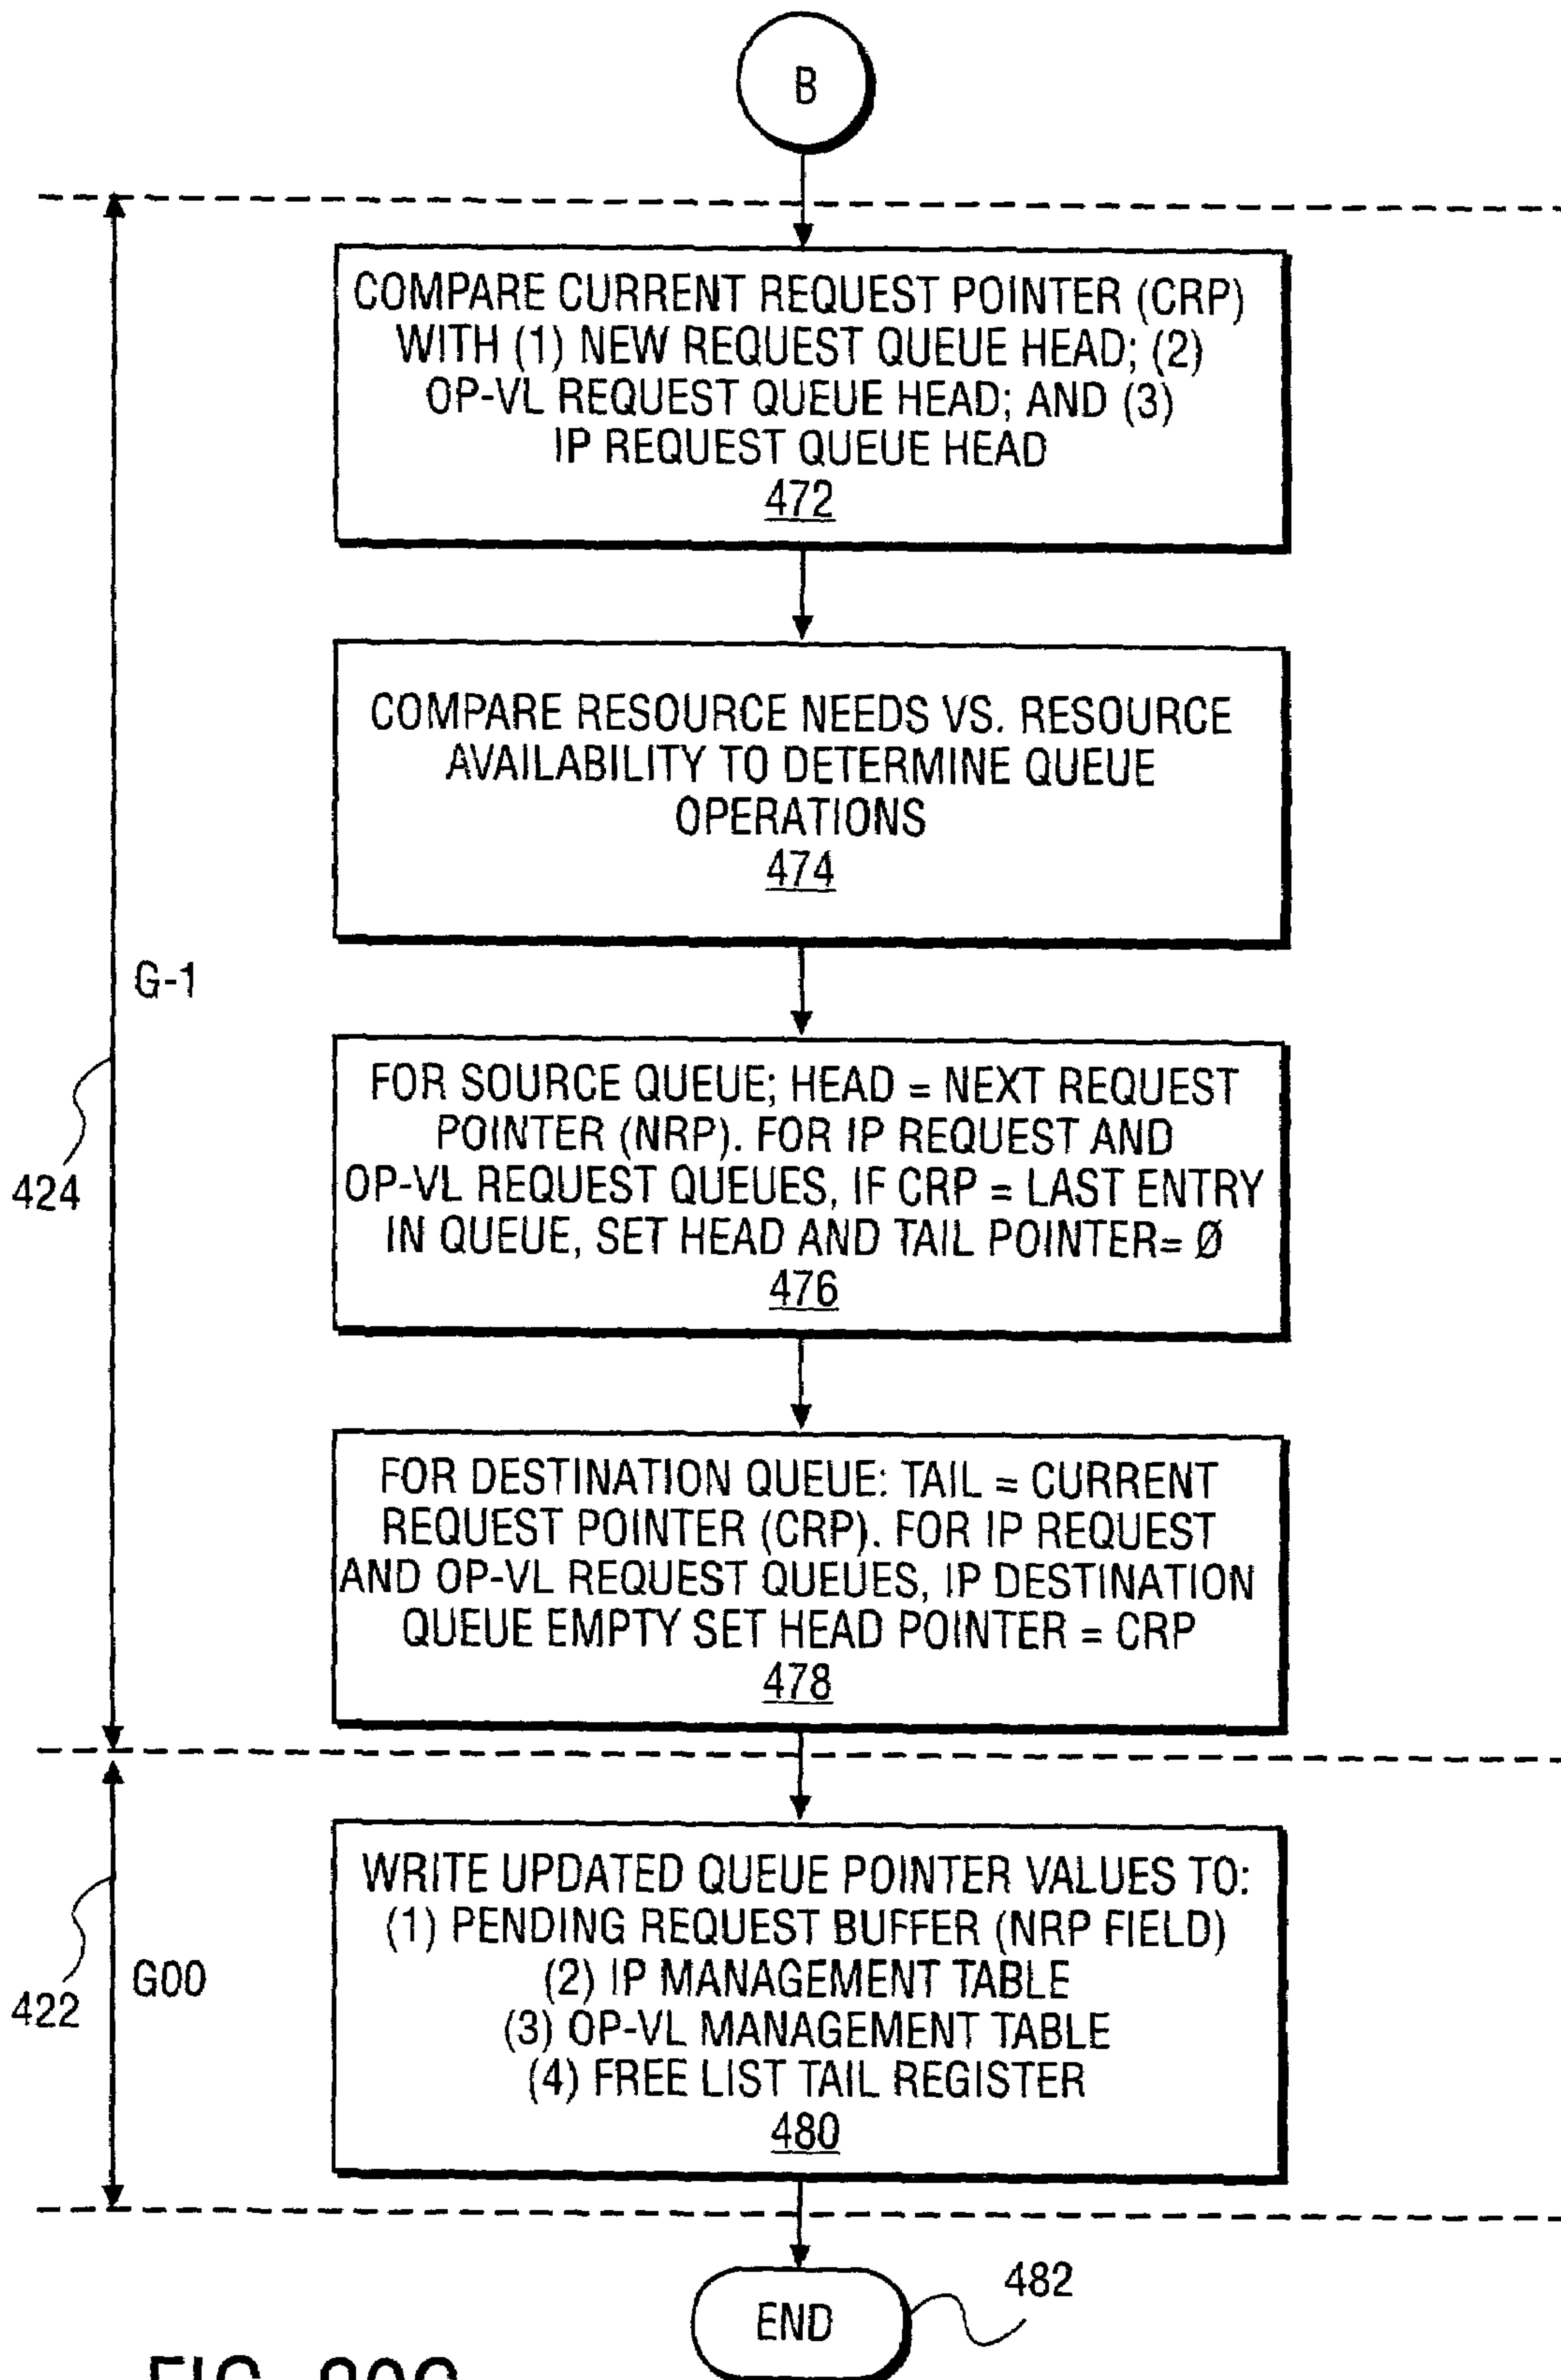 B
COMPARE CURRENT REQUEST POINTER (CRP)
WITH (1) NEW REQUEST QUEUE HEAD; (2)
OP-VL REQUEST QUEUE HEAD; AND (3)
IP REQUEST QUEUE HEAD
472
COMPARE RESOURCE NEEDS VS. RESOURCE
AVAILABILITY TO DETERMINE QUEUE
OPERATIONS
474
G-1
424
FOR SOURCE QUEUE; HEAD = NEXT REQUEST
POINTER (NRP). FOR IP REQUEST AND
OP-VL REQUEST QUEUES, IF CRP = LAST ENTRY
IN QUEUE, SET HEAD AND TAIL POINTER= Ø
476
FOR DESTINATION QUEUE: TAIL = CURRENT
REQUEST POINTER (CRP). FOR IP REQUEST
AND OP-VL REQUEST QUEUES, IP DESTINATION
QUEUE EMPTY SET HEAD POINTER = CRP
478
WRITE UPDATED QUEUE POINTER VALUES TO:
(1) PENDING REQUEST BUFFER (NRP FIELD)
(2) IP MANAGEMENT TABLE
(3) OP-VL MANAGEMENT TABLE
(4) FREE LIST TAIL REGISTER
480
G00
422
END
482
FIG.